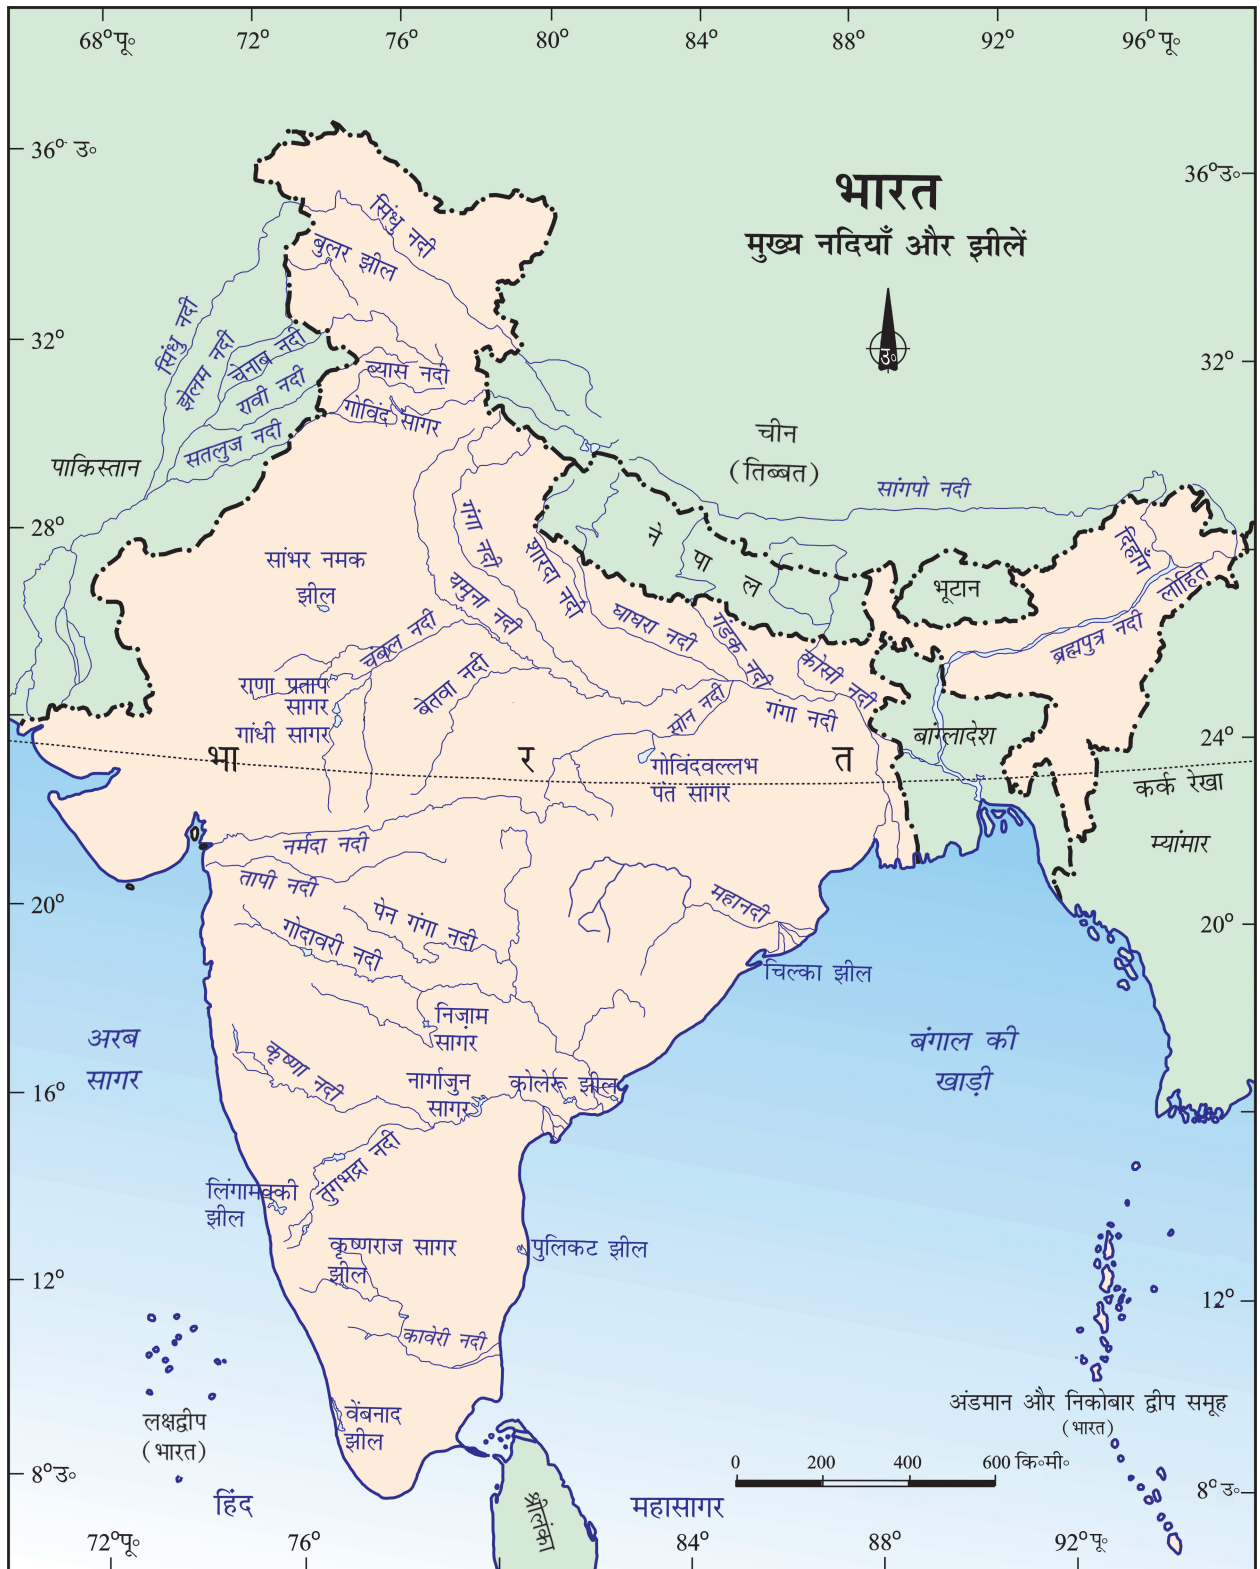 68°पू॰ 72° 76° 80° 84° 88° 92° 96°पू॰
36° उ॰
36°उ॰
भारत
मुख्य नदियाँ और झीलें
उ॰
सिंधु नदी
बुलर झील
सिंधु नदी
झेलम नदी
चेनाब नदी
रावी नदी
सतलुज नदी
32°
32°
ब्यास नदी
गोविंद सागर
पाकिस्तान
चीन
(तिब्बत)
सांगपो नदी
28°
28°
गंगा नदी
शारदा नदी
नेपाल
दिहाँग
लोहित
भूटान
ब्रह्मपुत्र नदी
सांभर नमक
झील
यमुना नदी
घाघरा नदी
गंडक नदी
कोसी नदी
चंबल नदी
बेतवा नदी
सोन नदी
गंगा नदी
राणा प्रताप
सागर
गांधी सागर
बांग्लादेश
24°
भारत
गोविंदवल्लभ
पंत सागर
कर्क रेखा
म्यांमार
नर्मदा नदी
तापी नदी
पेन गंगा नदी
गोदावरी नदी
महानदी
20°
20°
चिल्का झील
निजाम
सागर
अरब
सागर
बंगाल की
खाड़ी
कृष्णा नदी
नार्गाजुन
सागर
कोलेरू झील
16°
तुंगभद्रा नदी
लिंगामक्की
झील
कृष्णराज सागर
झील
पुलिकट झील
12°
12°
कावेरी नदी
लक्षद्वीप
(भारत)
वेंबनाद
झील
अंडमान और निकोबार द्वीप समूह
(भारत)
0 200 400 600 कि॰मी॰
8°उ॰
8°उ॰
हिंद
महासागर
श्रीलंका
72°पू॰ 76° 84° 88° 92°पू॰